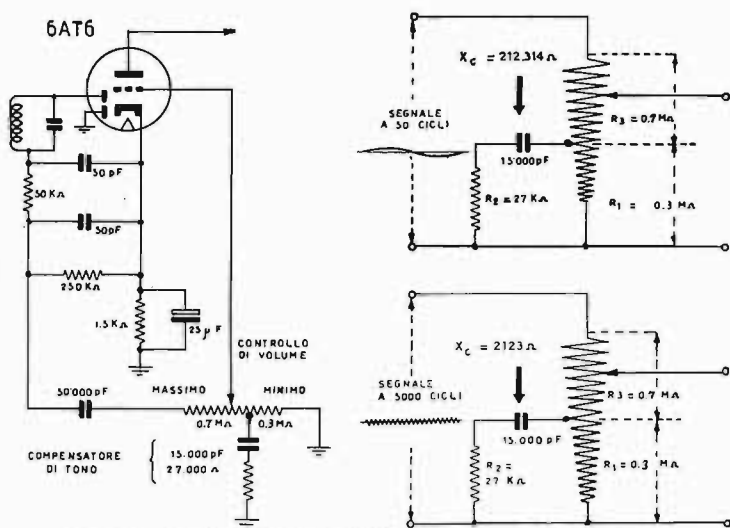 6AT6
50 pF
50 KΩ
50pF
250 KΩ
1.5 KΩ
25 µF
CONTROLLO
DI VOLUME
50'000 pF
MASSIMO
MINIMO
0.7 MΩ
0.3 MΩ
COMPENSATORE
DI TONO
15.000 pF
27.000 Ω
XC = 212.314 Ω
SEGNALE
A 50 CICLI
15'000 pF
R2 = 27 KΩ
R3 = 0.7 MΩ
R1 = 0.3 MΩ
XC = 2123 Ω
SEGNALE
A 5000 CICLI
15.000 pF
R2 =
27 KΩ
R3 = 0.7 MΩ
R1 = 0.3 MΩ